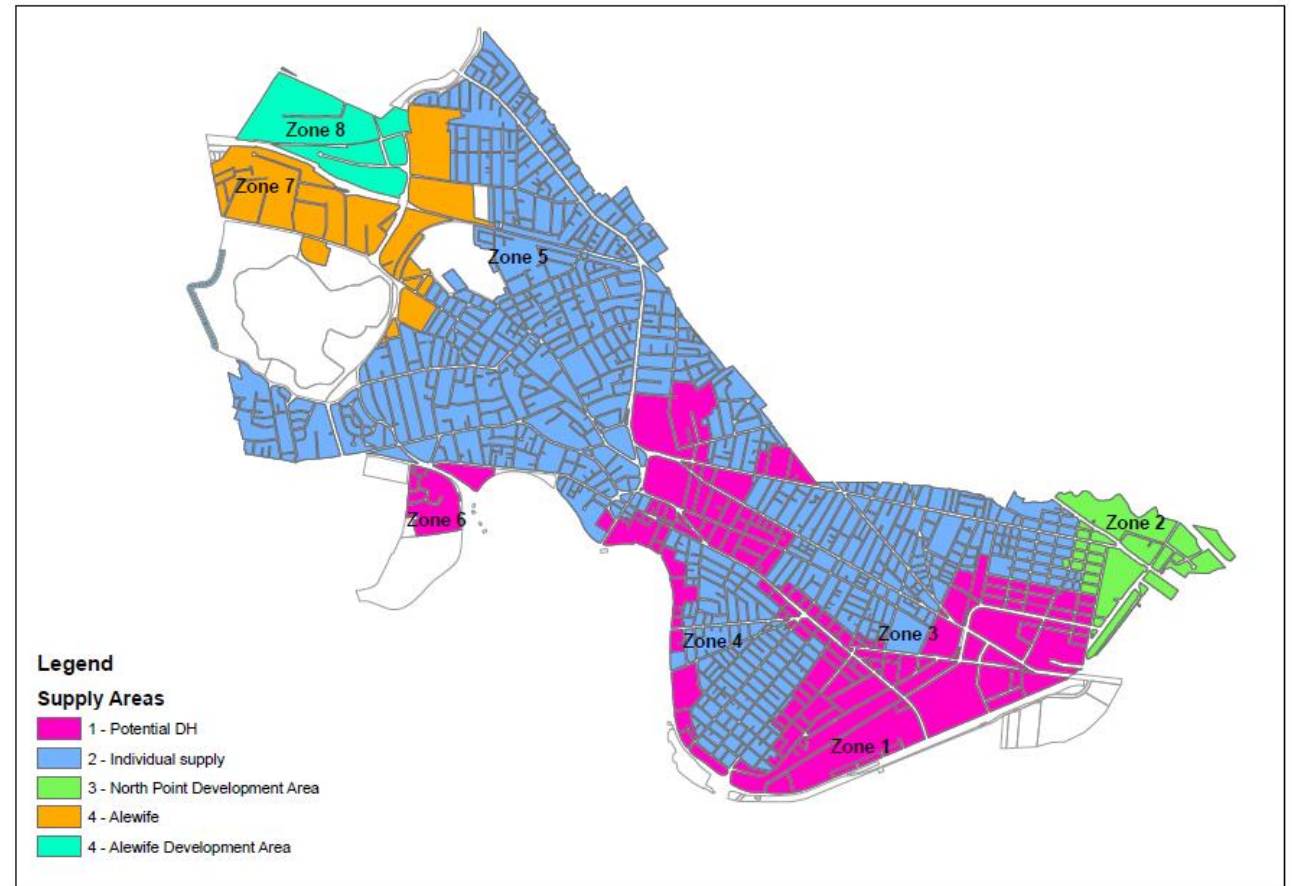 Zone 8
Zone 7
Zone 5
Zone 6
Zone 2
Zone 3
Zone 4
Zone 1
Legend
Supply Areas
1 - Potential DH
2 - Individual supply
3 - North Point Development Area
4 - Alewife
4 - Alewife Development Area